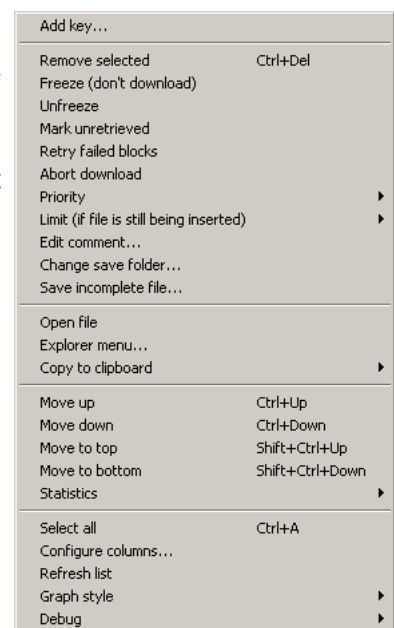 Add key...
Remove selected Ctrl+Del
Freeze (don't download)
Unfreeze
Mark unretrieved
Retry failed blocks
Abort download
Priority
Limit (if file is still being inserted)
Edit comment...
Change save folder...
Save incomplete file...
Open file
Explorer menu...
Copy to clipboard
Move up Ctrl+Up
Move down Ctrl+Down
Move to top Shift+Ctrl+Up
Move to bottom Shift+Ctrl+Down
Statistics
Select all Ctrl+A
Configure columns...
Refresh list
Graph style
Debug